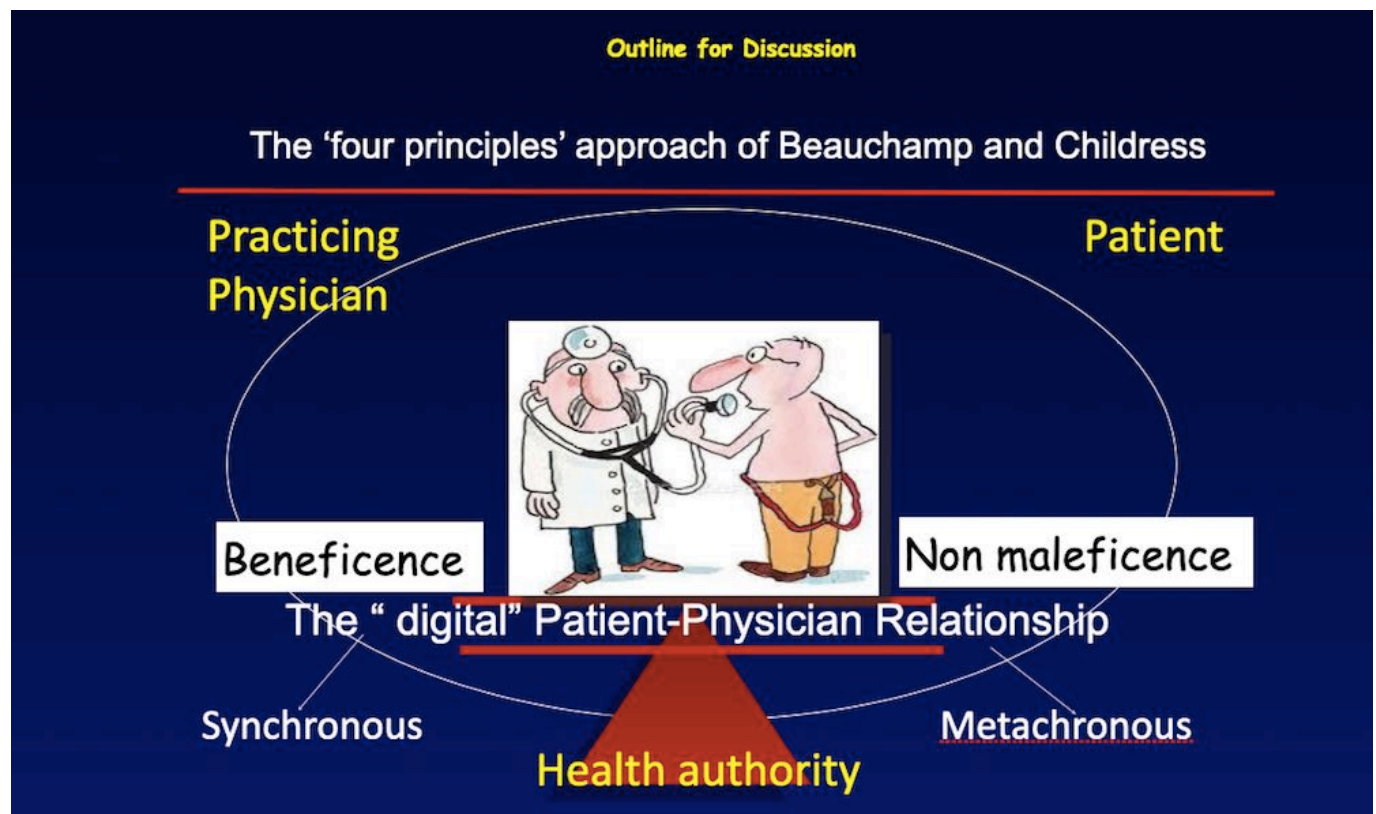 Outline for Discussion
The ‘four principles’ approach of Beauchamp and Childress
Practicing
Physician
Patient
Beneficence
Non maleficence
The “ digital” Patient-Physician Relationship
Synchronous
Metachronous
Health authority